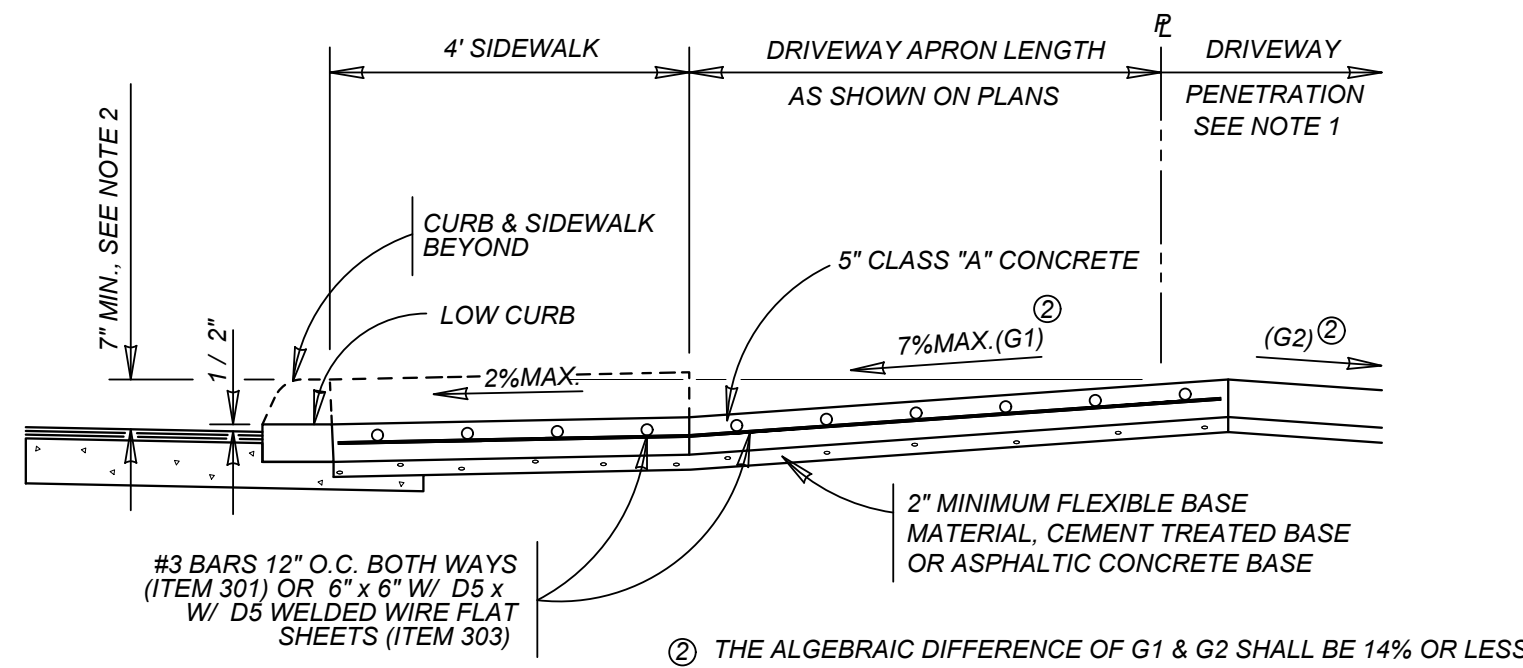 ℄
4' SIDEWALK
DRIVEWAY APRON LENGTH
DRIVEWAY
AS SHOWN ON PLANS
PENETRATION
SEE NOTE 1
7" MIN., SEE NOTE 2
1 / 2"
CURB & SIDEWALK
BEYOND
LOW CURB
5" CLASS "A" CONCRETE
2%MAX.
7%MAX.(G1) ②
(G2) ②
2" MINIMUM FLEXIBLE BASE
MATERIAL, CEMENT TREATED BASE
OR ASPHALTIC CONCRETE BASE
#3 BARS 12" O.C. BOTH WAYS
(ITEM 301) OR 6" x 6" W/ D5 x
W/ D5 WELDED WIRE FLAT
SHEETS (ITEM 303)
② THE ALGEBRAIC DIFFERENCE OF G1 & G2 SHALL BE 14% OR LESS